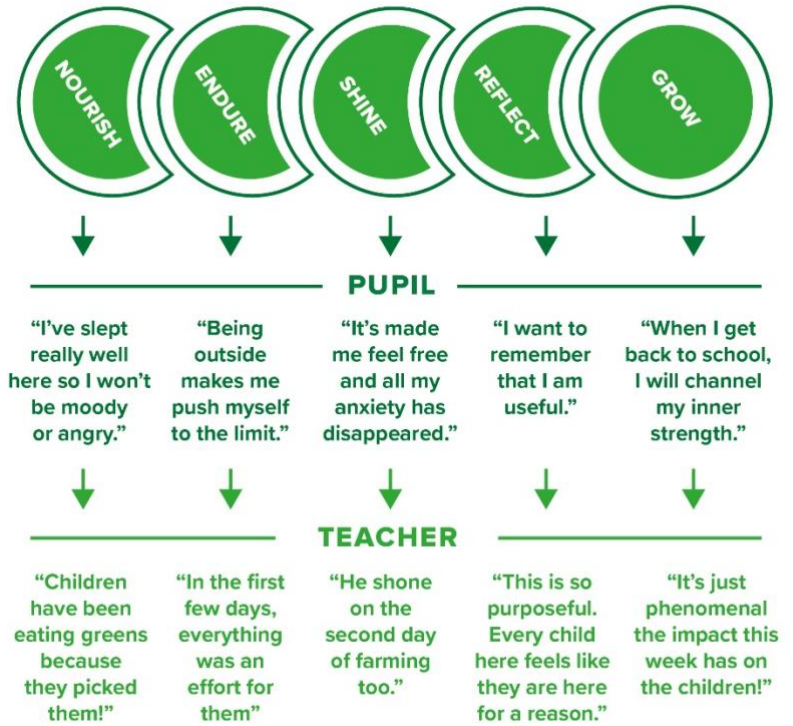 NOURISH
ENDURE
SHINE
REFLECT
GROW
PUPIL
“I’ve slept
really well
here so I won’t
be moody
or angry.”
“Being
outside
makes me
push myself
to the limit.”
“It’s made
me feel free
and all my
anxiety has
disappeared.”
“I want to
remember
that I am
useful.”
“When I get
back to school,
I will channel
my inner
strength.”
TEACHER
“Children
have been
eating greens
because
they picked
them!”
“In the first
few days,
everything
was an
effort for
them”
“He shone
on the
second day
of farming
too.”
“This is so
purposeful.
Every child
here feels like
they are here
for a reason.”
“It’s just
phenomenal
the impact this
week has on
the children!”